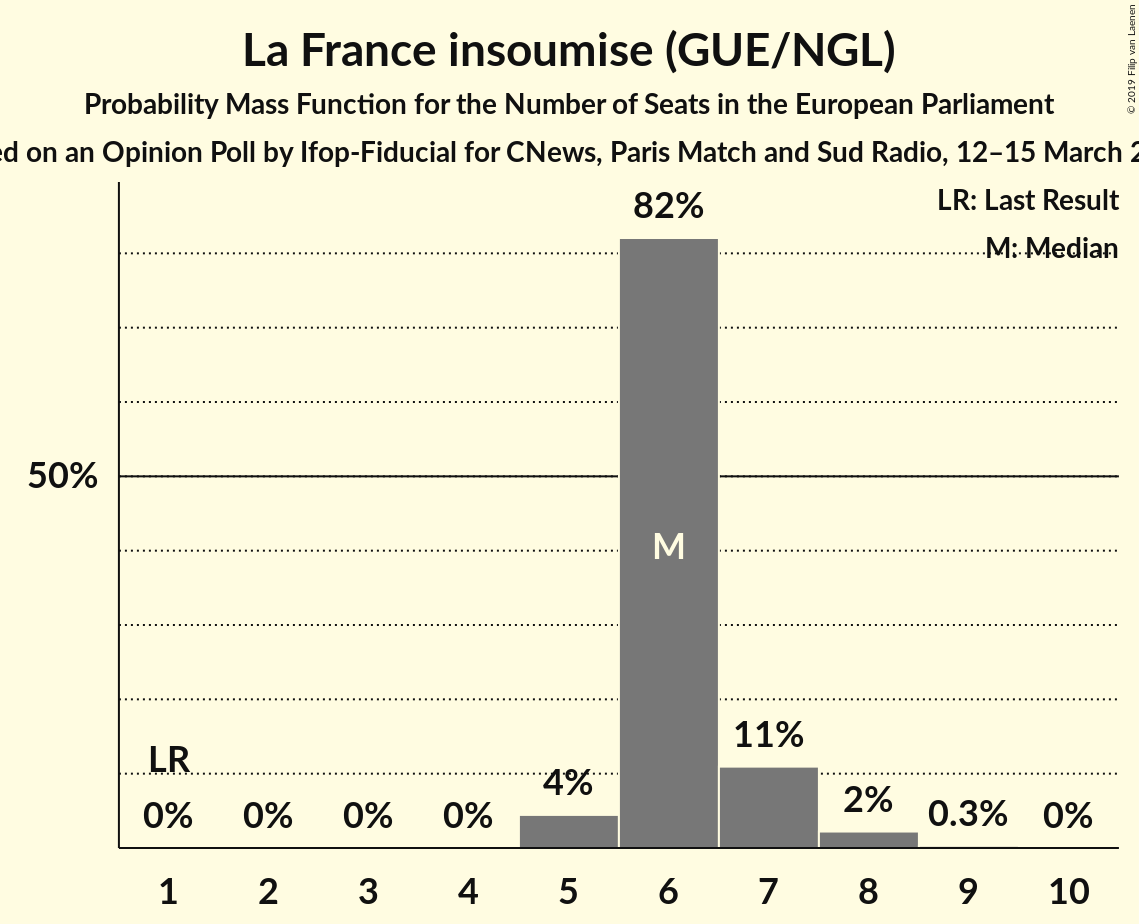 La France insoumise (GUE/NGL)
Probability Mass Function for the Number of Seats in the European Parliament
on an Opinion Poll by Ifop-Fiducial for CNews, Paris Match and Sud Radio, 12–15 March
© 2019 Filip van Laenen
LR: Last Result
M: Median
82%
50%
M
LR
11%
4%
2%
0% 0% 0% 0% 0.3% 0%
1 2 3 4 5 6 7 8 9 10